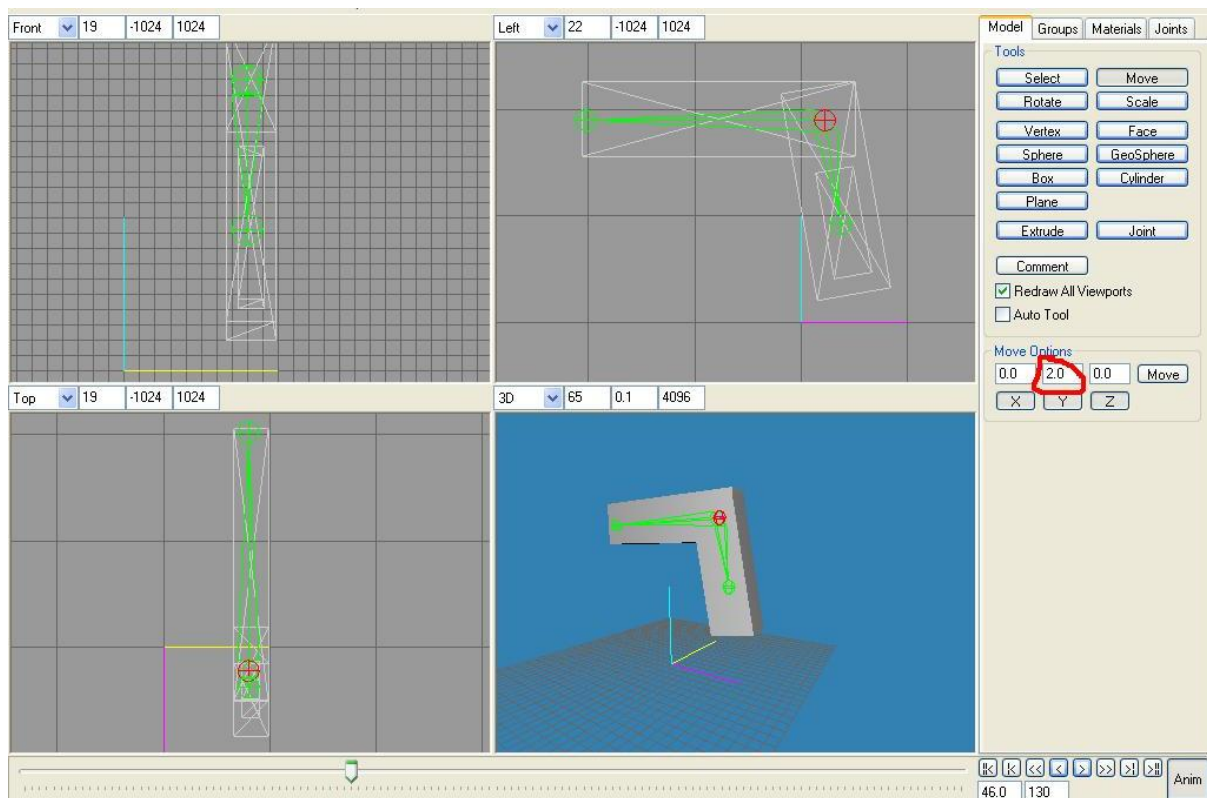 Front 19 -1024 1024
Left 22 -1024 1024
Model Groups Materials Joints
Tools
Select Move
Rotate Scale
Vertex Face
Sphere GeoSphere
Box Cylinder
Plane
Extrude Joint
Comment
Redraw All Viewports
Auto Tool
Move Options
0.0 2.0 0.0 Move
X Y Z
Top 19 -1024 1024
3D 65 0.1 4096
Anim
46.0 130